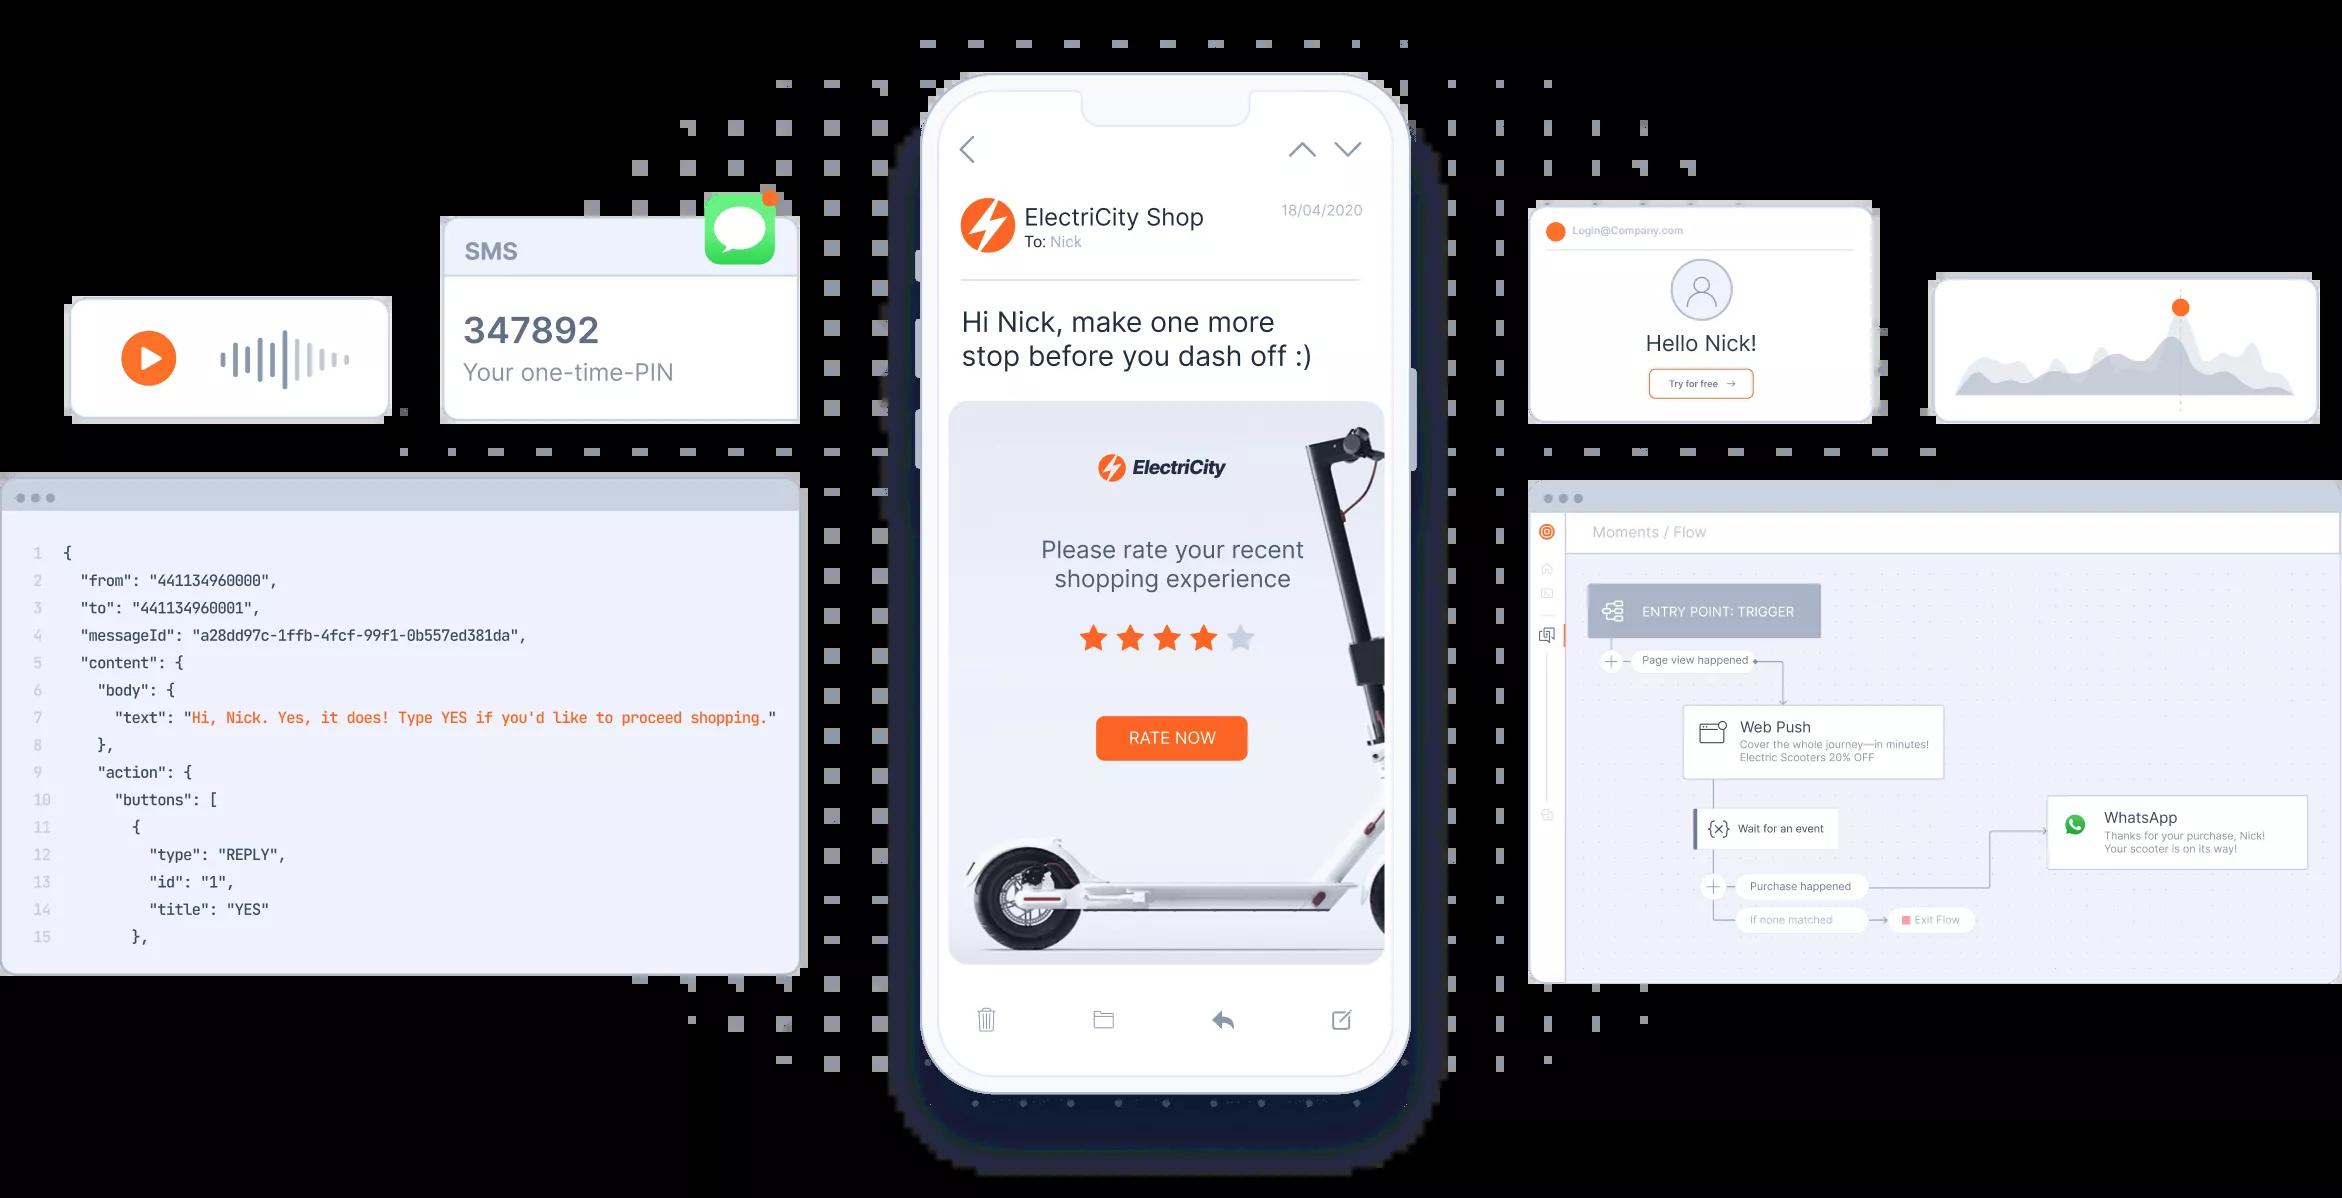 SMS
347892
Your one-time-PIN
1 {
2 "from": "441134960000",
3 "to": "441134960001",
4 "messageId": "a28dd97c-1ffb-4fcf-99f1-0b557ed381da",
5 "content": {
6 "body": {
7 "text": "Hi, Nick. Yes, it does! Type YES if you'd like to proceed shopping."
8 },
9 "action": {
10 "buttons": [
11 {
12 "type": "REPLY",
13 "id": "1",
14 "title": "YES"
15 },
ElectriCity Shop
18/04/2020
To: Nick
Hi Nick, make one more
stop before you dash off :)
ElectriCity
Please rate your recent
shopping experience
RATE NOW
Login@Company.com
Hello Nick!
Try for free →
Moments / Flow
ENTRY POINT: TRIGGER
Page view happened
Web Push
Cover the whole journey—in minutes!
Electric Scooters 20% OFF
{x} Wait for an event
WhatsApp
Thanks for your purchase, Nick!
Your scooter is on its way!
Purchase happened
If none matched
Exit Flow